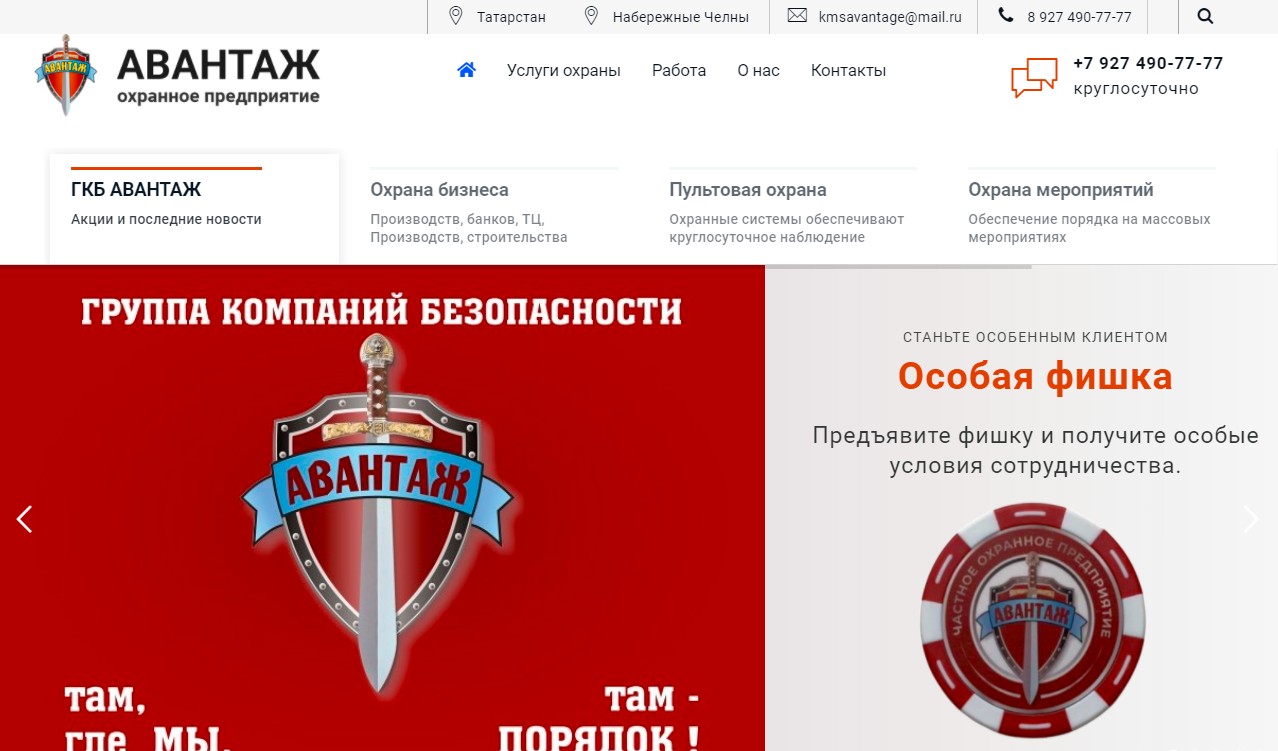 Татарстан
Набережные Челны
kmsavantage@mail.ru
8 927 490-77-77
АВАНТАЖ
охранное предприятие
Услуги охраны
Работа
О нас
Контакты
+7 927 490-77-77
круглосуточно
ГКБ АВАНТАЖ
Акции и последние новости
Охрана бизнеса
Производств, банков, ТЦ,
Производств, строительства
Пультовая охрана
Охранные системы обеспечивают
круглосуточное наблюдение
Охрана мероприятий
Обеспечение порядка на массовых
мероприятиях
ГРУППА КОМПАНИЙ БЕЗОПАСНОСТИ
АВАНТАЖ
там,
где МЫ,
там -
ПОРЯДОК !
СТАНЬТЕ ОСОБЕННЫМ КЛИЕНТОМ
Особая фишка
Предъявите фишку и получите особые
условия сотрудничества.
ЧАСТНОЕ ОХРАННОЕ ПРЕДПРИЯТИЕ
АВАНТАЖ